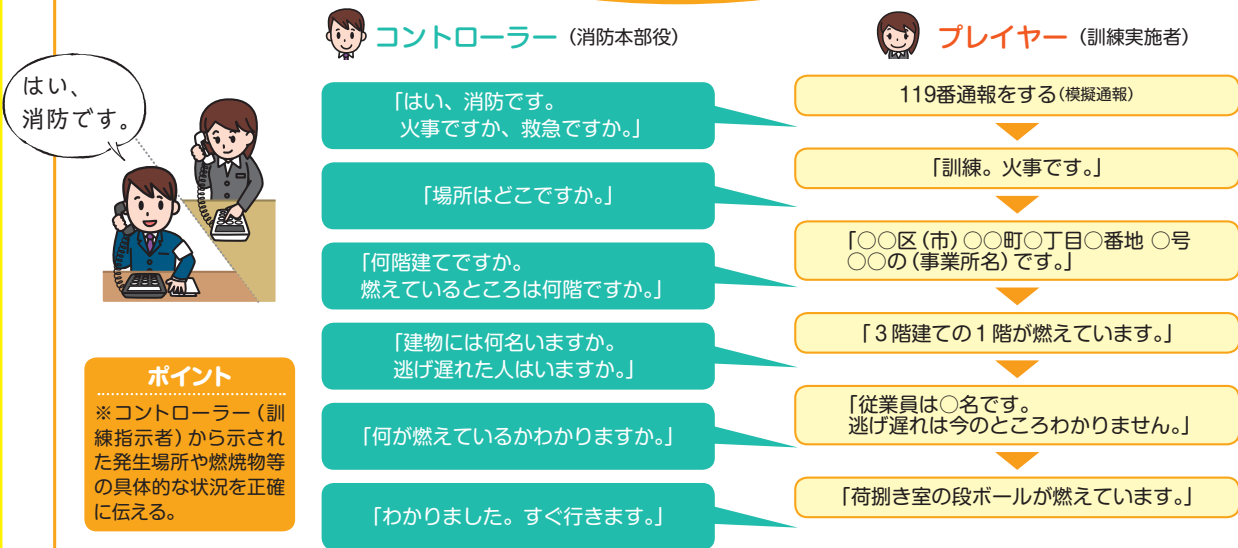 コントローラー（消防本部役）
プレイヤー（訓練実施者）
はい、
消防です。
119番通報をする(模擬通報)
「はい、消防です。
火事ですか、救急ですか。」
「訓練。火事です。」
「場所はどこですか。」
「○○区（市）○○町○丁目○番地 ○号
○○の（事業所名）です。」
「何階建てですか。
燃えているところは何階ですか。」
「３階建ての１階が燃えています。」
「建物には何名いますか。
逃げ遅れた人はいますか。」
「従業員は○名です。
逃げ遅れは今のところわかりません。」
「何が燃えているかわかりますか。」
「荷捌き室の段ボールが燃えています。」
「わかりました。すぐ行きます。」
ポイント
※コントローラー（訓
練指示者）から示され
た発生場所や燃焼物等
の具体的な状況を正確
に伝える。